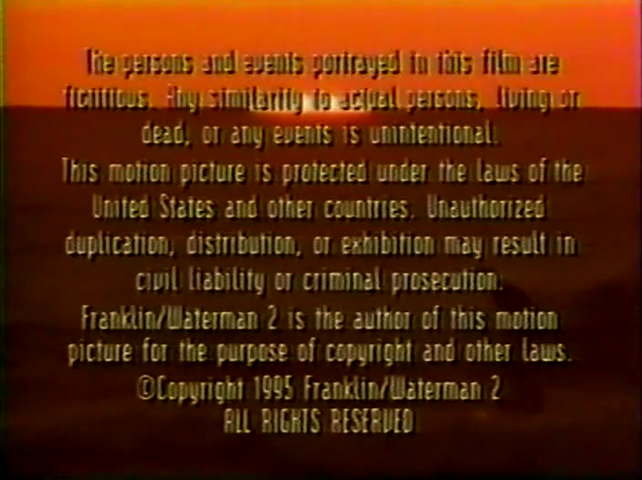 The persons and events portrayed in this film are
fictitious. Any similarity to actual persons, living or
dead, or any events is unintentional.
This motion picture is protected under the laws of the
United States and other countries. Unauthorized
duplication, distribution, or exhibition may result in
civil liability or criminal prosecution.
Franklin/Waterman 2 is the author of this motion
picture for the purpose of copyright and other laws.
©Copyright 1995 Franklin/Waterman 2
ALL RIGHTS RESERVED